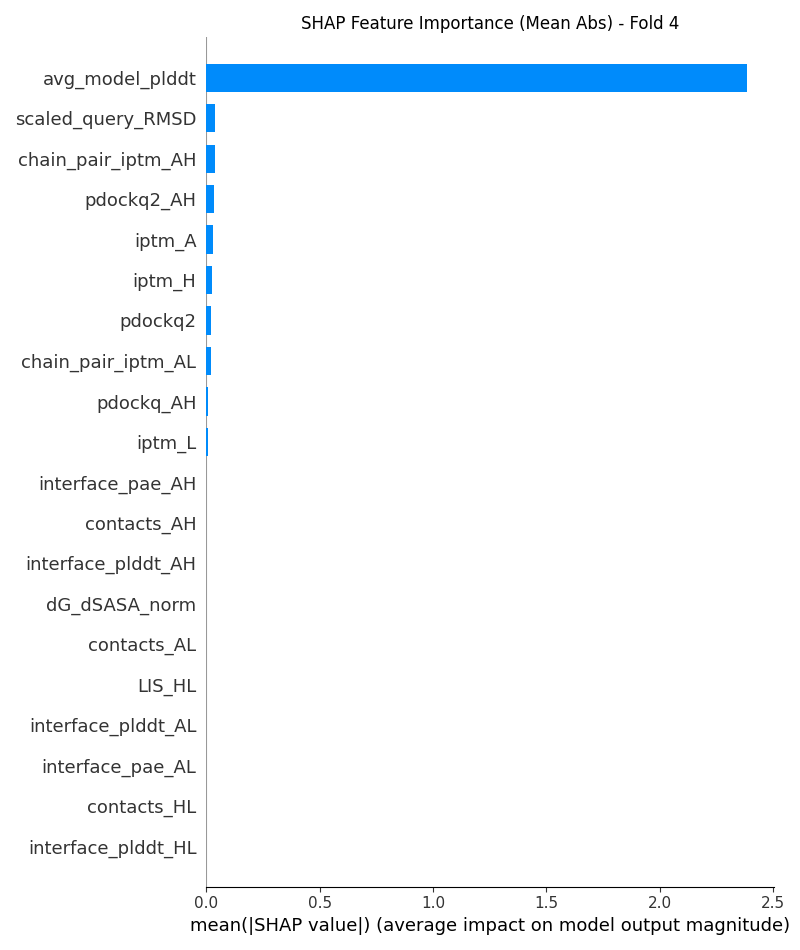 SHAP Feature Importance (Mean Abs) - Fold 4
avg_model_plddt
scaled_query_RMSD
chain_pair_iptm_AH
pdockq2_AH
iptm_A
iptm_H
pdockq2
chain_pair_iptm_AL
pdockq_AH
iptm_L
interface_pae_AH
contacts_AH
interface_plddt_AH
dG_dSASA_norm
contacts_AL
LIS_HL
interface_plddt_AL
interface_pae_AL
contacts_HL
interface_plddt_HL
0.0 0.5 1.0 1.5 2.0 2.5
mean(|SHAP value|) (average impact on model output magnitude)